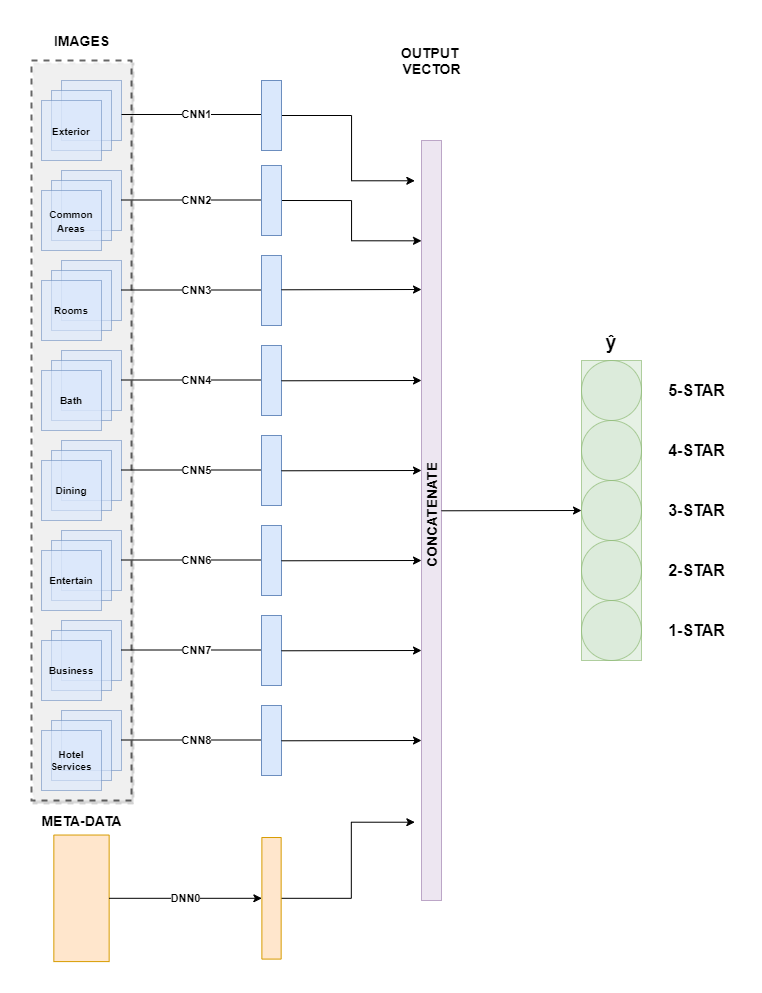 IMAGES
OUTPUT
VECTOR
Exterior
CNN1
Common
Areas
CNN2
Rooms
CNN3
Bath
CNN4
Dining
CNN5
Entertain
CNN6
Business
CNN7
Hotel
Services
CNN8
META-DATA
DNN0
CONCATENATE
ŷ
5-STAR
4-STAR
3-STAR
2-STAR
1-STAR